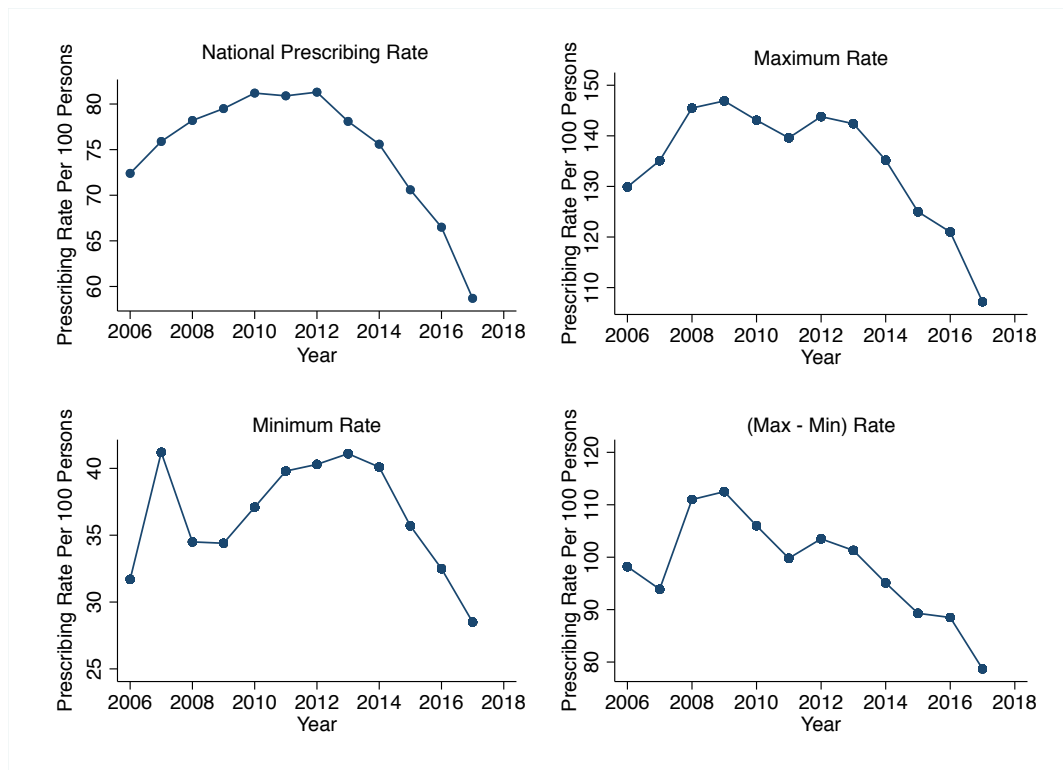 National Prescribing Rate
Prescribing Rate Per 100 Persons
80
75
70
65
60
2006 2008 2010 2012 2014 2016 2018
Year
Maximum Rate
Prescribing Rate Per 100 Persons
150
140
130
120
110
2006 2008 2010 2012 2014 2016 2018
Year
Minimum Rate
Prescribing Rate Per 100 Persons
40
35
30
25
2006 2008 2010 2012 2014 2016 2018
Year
(Max - Min) Rate
Prescribing Rate Per 100 Persons
120
110
100
90
80
2006 2008 2010 2012 2014 2016 2018
Year